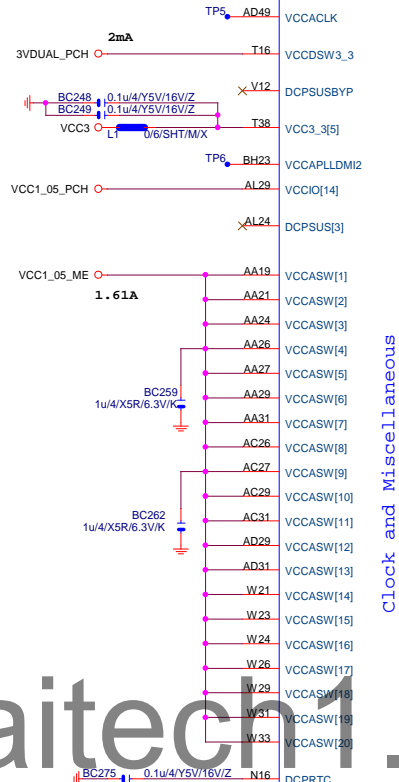 TP5 AD49 VCCACLK
2mA
3VDUAL_PCH T16 VCCDSW3_3
V12 DCPSUSBYP
BC248 0.1u/4/Y5V/16V/Z
BC249 0.1u/4/Y5V/16V/Z
VCC3 T38 VCC3_3[5]
L1 0/6/SHT/M/X
TP6 BH23 VCCAPLLDMI2
VCC1_05_PCH AL29 VCCIO[14]
AL24 DCPSUS[3]
VCC1_05_ME AA19 VCCASW[1]
1.61A
AA21 VCCASW[2]
AA24 VCCASW[3]
AA26 VCCASW[4]
AA27 VCCASW[5]
BC259
AA29 VCCASW[6]
1u/4/X5R/6.3V/K
AA31 VCCASW[7]
AC26 VCCASW[8]
AC27 VCCASW[9]
AC29 VCCASW[10]
BC262
AC31 VCCASW[11]
1u/4/X5R/6.3V/K
AD29 VCCASW[12]
AD31 VCCASW[13]
W21 VCCASW[14]
W23 VCCASW[15]
W24 VCCASW[16]
W26 VCCASW[17]
W29 VCCASW[18]
W31 VCCASW[19]
W33 VCCASW[20]
BC275 0.1u/4/Y5V/16V/Z N16 DCPRTC
Clock and Miscellaneous
aitech1.